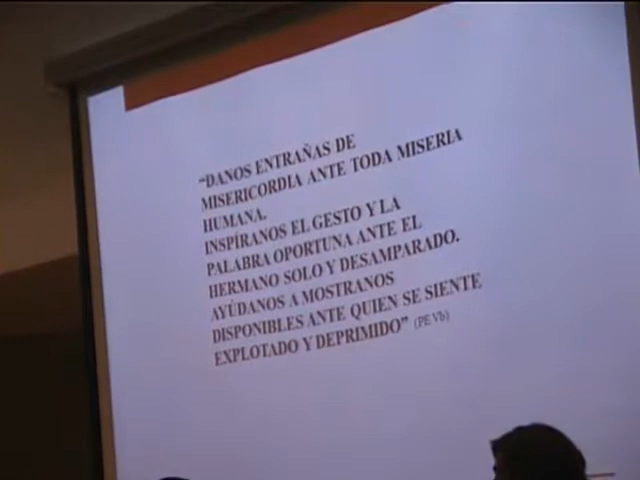 “DANOS ENTRAÑAS DE
MISERICORDIA ANTE TODA MISERIA
HUMANA.
INSPÍRANOS EL GESTO Y LA
PALABRA OPORTUNA ANTE EL
HERMANO SOLO Y DESAMPARADO.
AYÚDANOS A MOSTRANOS
DISPONIBLES ANTE QUIEN SE SIENTE
EXPLOTADO Y DEPRIMIDO” (PE Vb)